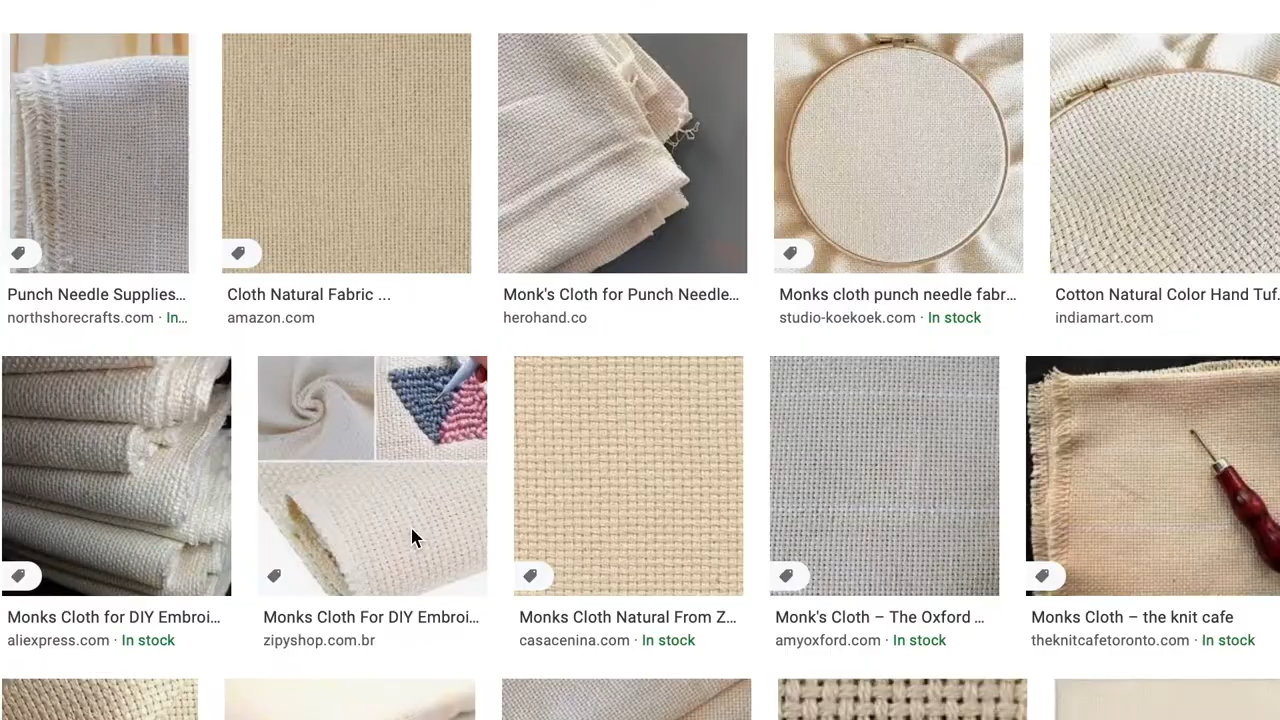 Punch Needle Supplies…
northshorecrafts.com · In…
Cloth Natural Fabric ...
amazon.com
Monk's Cloth for Punch Needle…
herohand.co
Monks cloth punch needle fabr…
studio-koekoek.com · In stock
Cotton Natural Color Hand Tuf.
indiamart.com
Monks Cloth for DIY Embroi…
aliexpress.com · In stock
Monks Cloth For DIY Embroi…
zipyshop.com.br
Monks Cloth Natural From Z…
casacenina.com · In stock
Monk's Cloth – The Oxford ...
amyoxford.com · In stock
Monks Cloth – the knit cafe
theknitcafetoronto.com · In stock